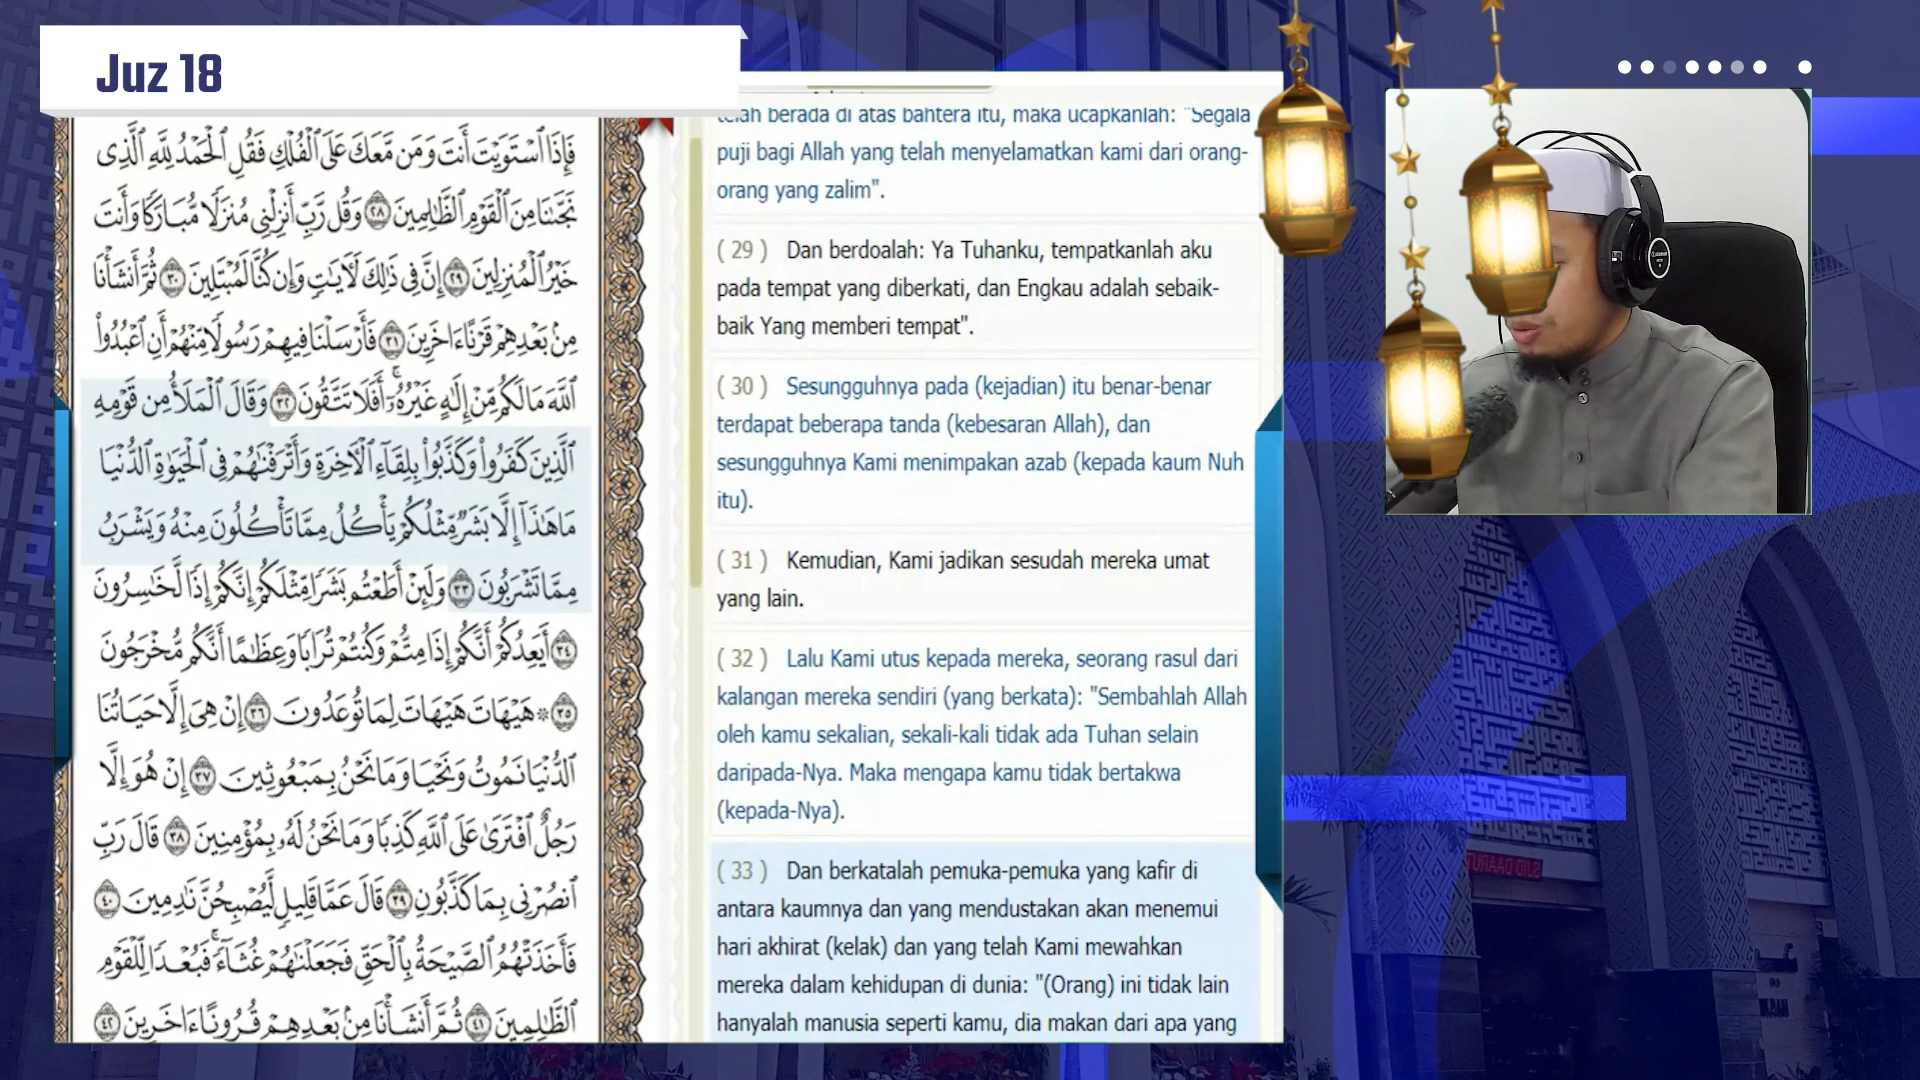 Juz 18
فَإِذَا ٱسْتَوَيْتَ أَنتَ وَمَن مَّعَكَ عَلَى ٱلْفُلْكِ فَقُلِ ٱلْحَمْدُ لِلَّهِ ٱلَّذِى
نَجَّىٰنَا مِنَ ٱلْقَوْمِ ٱلظَّٰلِمِينَ ٢٨ وَقُل رَّبِّ أَنزِلْنِى مُنزَلًا مُّبَارَكًا وَأَنتَ
خَيْرُ ٱلْمُنزِلِينَ ٢٩ إِنَّ فِى ذَٰلِكَ لَءَايَٰتٍ وَإِن كُنَّا لَمُبْتَلِينَ ٣٠ ثُمَّ أَنشَأْنَا
مِنۢ بَعْدِهِمْ قَرْنًا ءَاخَرِينَ ٣١ فَأَرْسَلْنَا فِيهِمْ رَسُولًا مِّنْهُمْ أَنِ ٱعْبُدُوا۟
ٱللَّهَ مَا لَكُم مِّنْ إِلَٰهٍ غَيْرُهُۥٓ ۚ أَفَلَا تَتَّقُونَ ٣٢ وَقَالَ ٱلْمَلَأُ مِن قَوْمِهِ
ٱلَّذِينَ كَفَرُوا۟ وَكَذَّبُوا۟ بِلِقَآءِ ٱلْءَاخِرَةِ وَأَتْرَفْنَٰهُمْ فِى ٱلْحَيَوٰةِ ٱلدُّنْيَا
مَا هَٰذَآ إِلَّا بَشَرٌ مِّثْلُكُمْ يَأْكُلُ مِمَّا تَأْكُلُونَ مِنْهُ وَيَشْرَبُ
مِمَّا تَشْرَبُونَ ٣٣ وَلَئِنْ أَطَعْتُم بَشَرًا مِّثْلَكُمْ إِنَّكُمْ إِذًا لَّخَٰسِرُونَ
٣٤ أَيَعِدُكُمْ أَنَّكُمْ إِذَا مِتُّمْ وَكُنتُمْ تُرَابًا وَعِظَٰمًا أَنَّكُم مُّخْرَجُونَ
٣٥ ۞ هَيْهَاتَ هَيْهَاتَ لِمَا تُوعَدُونَ ٣٦ إِنْ هِىَ إِلَّا حَيَاتُنَا
ٱلدُّنْيَا نَمُوتُ وَنَحْيَا وَمَا نَحْنُ بِمَبْعُوثِينَ ٣٧ إِنْ هُوَ إِلَّا
رَجُلٌ ٱفْتَرَىٰ عَلَى ٱللَّهِ كَذِبًا وَمَا نَحْنُ لَهُۥ بِمُؤْمِنِينَ ٣٨ قَالَ رَبِّ
ٱنصُرْنِى بِمَا كَذَّبُونِ ٣٩ قَالَ عَمَّا قَلِيلٍ لَّيُصْبِحُنَّ نَٰدِمِينَ ٤٠
فَأَخَذَتْهُمُ ٱلصَّيْحَةُ بِٱلْحَقِّ فَجَعَلْنَٰهُمْ غُثَآءً ۚ فَبُعْدًا لِّلْقَوْمِ
ٱلظَّٰلِمِينَ ٤١ ثُمَّ أَنشَأْنَا مِنۢ بَعْدِهِمْ قُرُونًا ءَاخَرِينَ ٤٢
telah berada di atas bahtera itu, maka ucapkanlah: "Segala
puji bagi Allah yang telah menyelamatkan kami dari orang-
orang yang zalim".
( 29 ) Dan berdoalah: Ya Tuhanku, tempatkanlah aku
pada tempat yang diberkati, dan Engkau adalah sebaik-
baik Yang memberi tempat".
( 30 ) Sesungguhnya pada (kejadian) itu benar-benar
terdapat beberapa tanda (kebesaran Allah), dan
sesungguhnya Kami menimpakan azab (kepada kaum Nuh
itu).
( 31 ) Kemudian, Kami jadikan sesudah mereka umat
yang lain.
( 32 ) Lalu Kami utus kepada mereka, seorang rasul dari
kalangan mereka sendiri (yang berkata): "Sembahlah Allah
oleh kamu sekalian, sekali-kali tidak ada Tuhan selain
daripada-Nya. Maka mengapa kamu tidak bertakwa
(kepada-Nya).
( 33 ) Dan berkatalah pemuka-pemuka yang kafir di
antara kaumnya dan yang mendustakan akan menemui
hari akhirat (kelak) dan yang telah Kami mewahkan
mereka dalam kehidupan di dunia: "(Orang) ini tidak lain
hanyalah manusia seperti kamu, dia makan dari apa yang